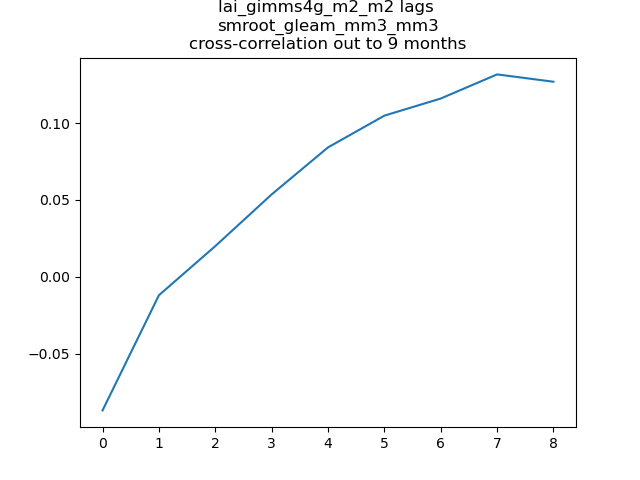 lai_gimms4g_m2_m2 lags
smroot_gleam_mm3_mm3
cross-correlation out to 9 months
0.10
0.05
0.00
−0.05
0 1 2 3 4 5 6 7 8